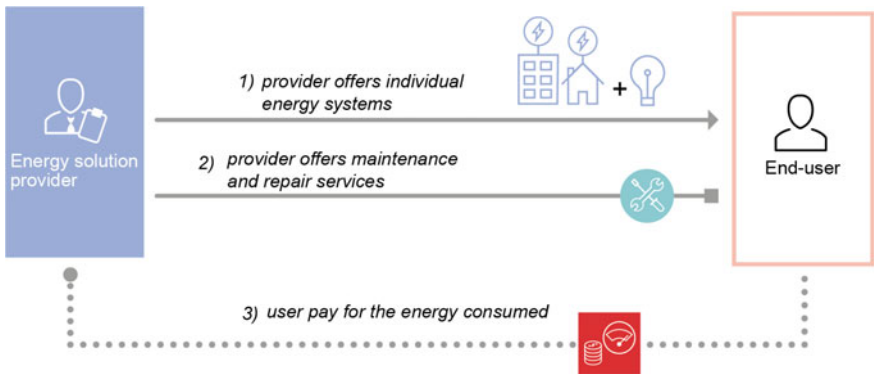 1) provider offers individual
energy systems
+
Energy solution
provider
2) provider offers maintenance
and repair services
End-user
3) user pay for the energy consumed